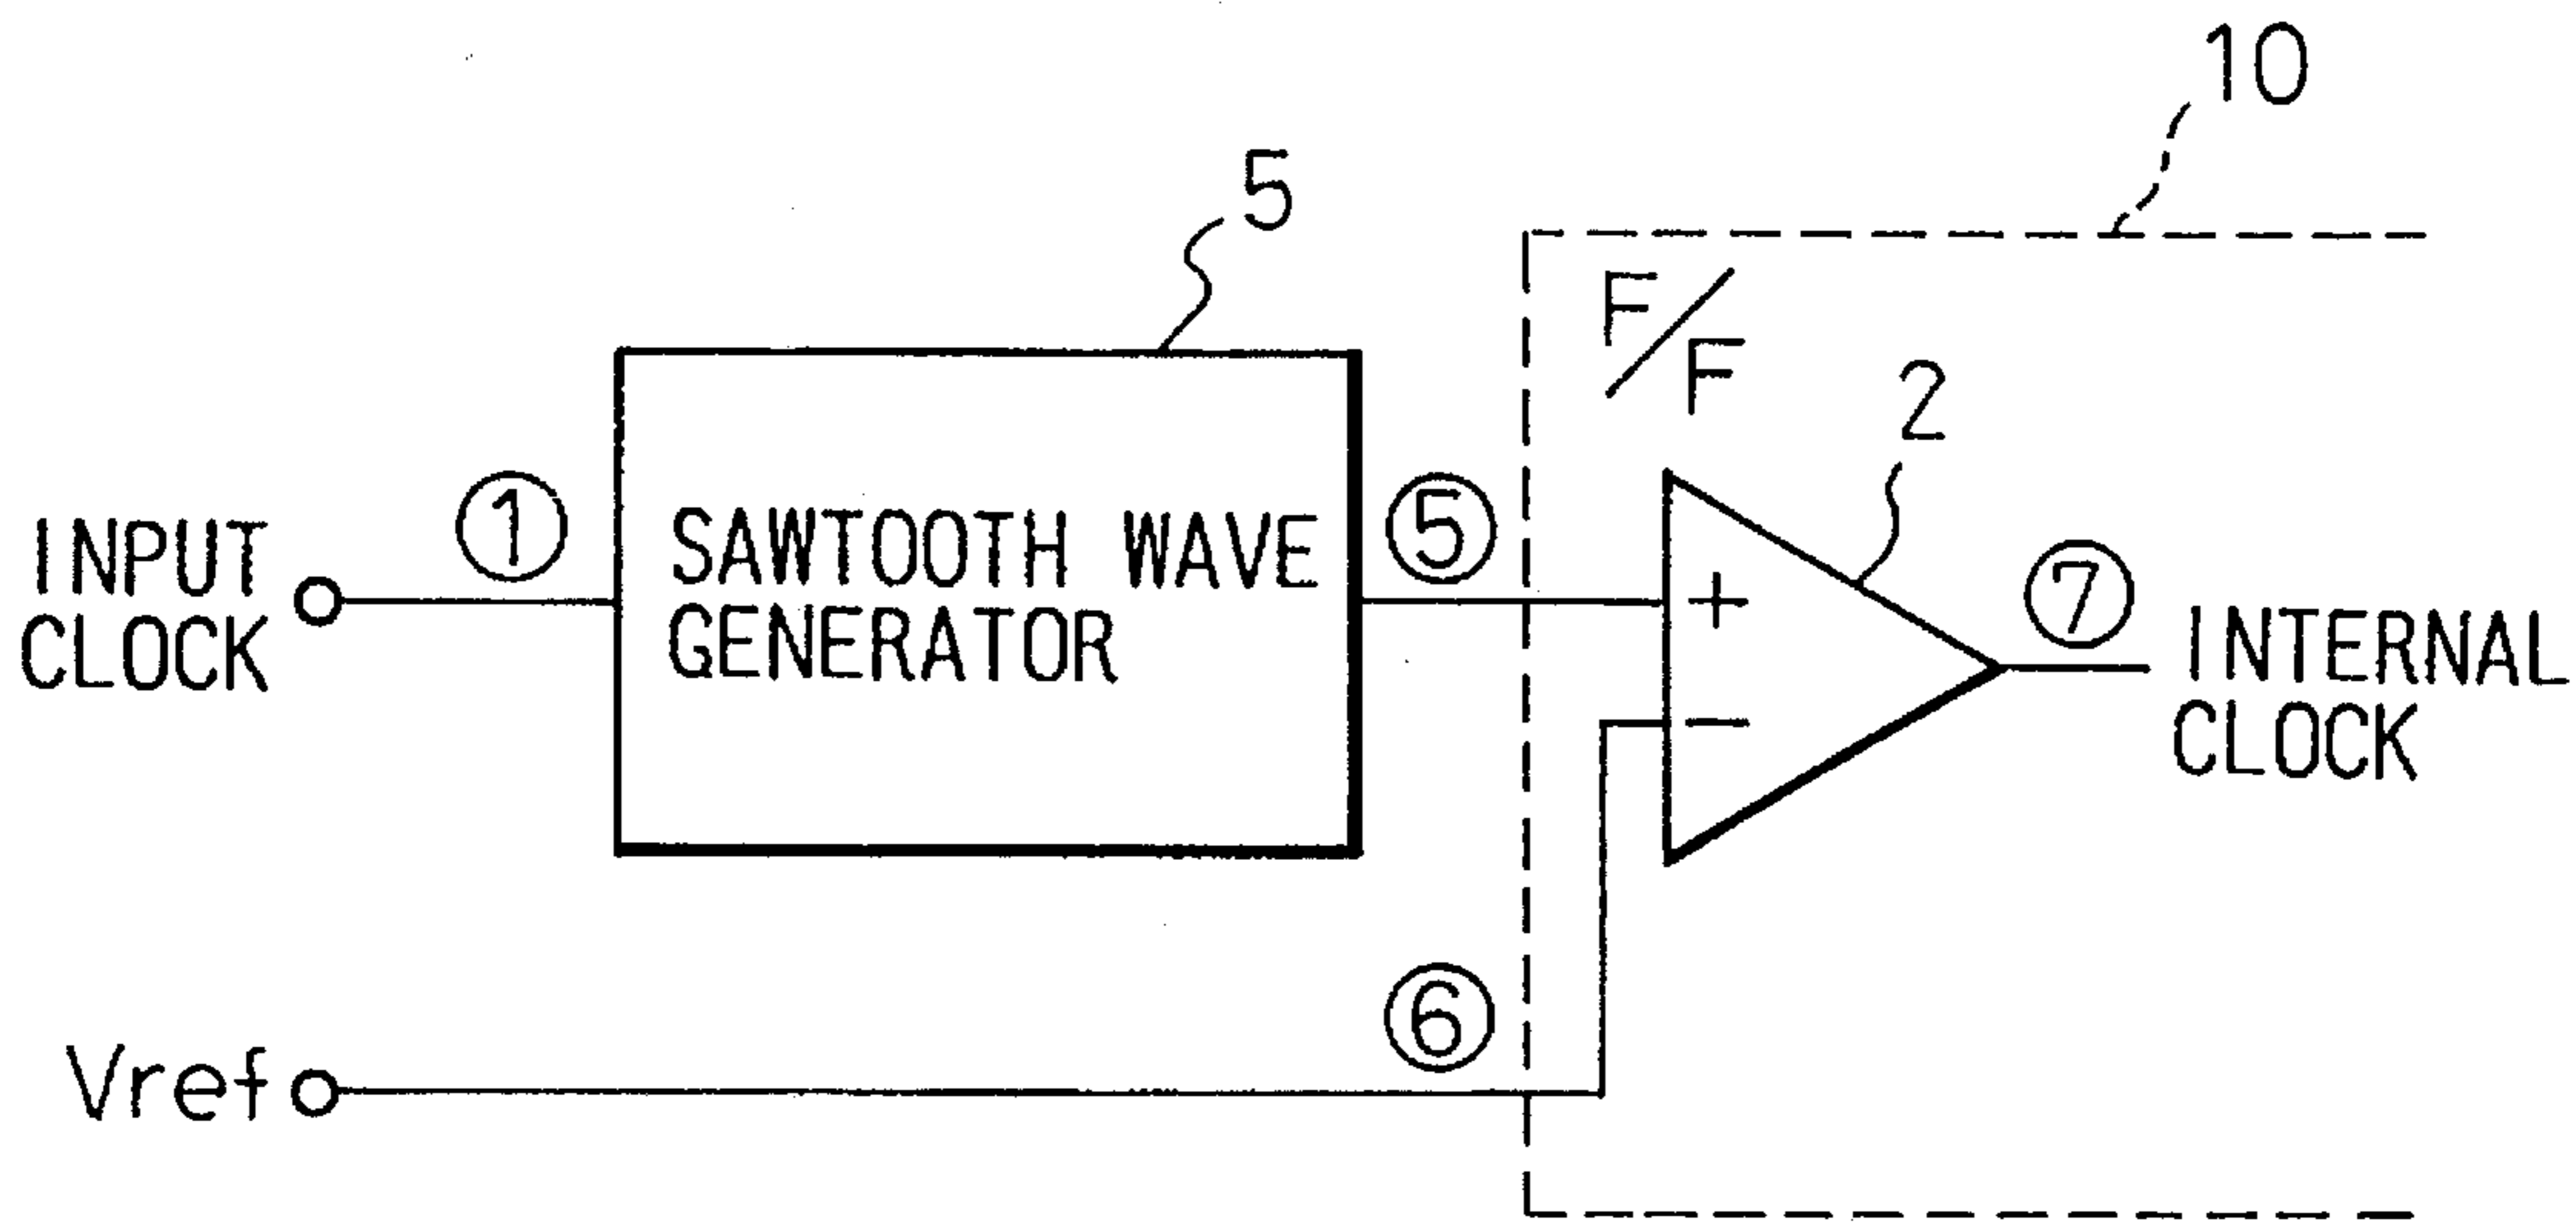 10
5
F/F
2
INPUT
CLOCK
①
SAWTOOTH WAVE
GENERATOR
⑤
+
−
⑦
INTERNAL
CLOCK
⑥
Vref